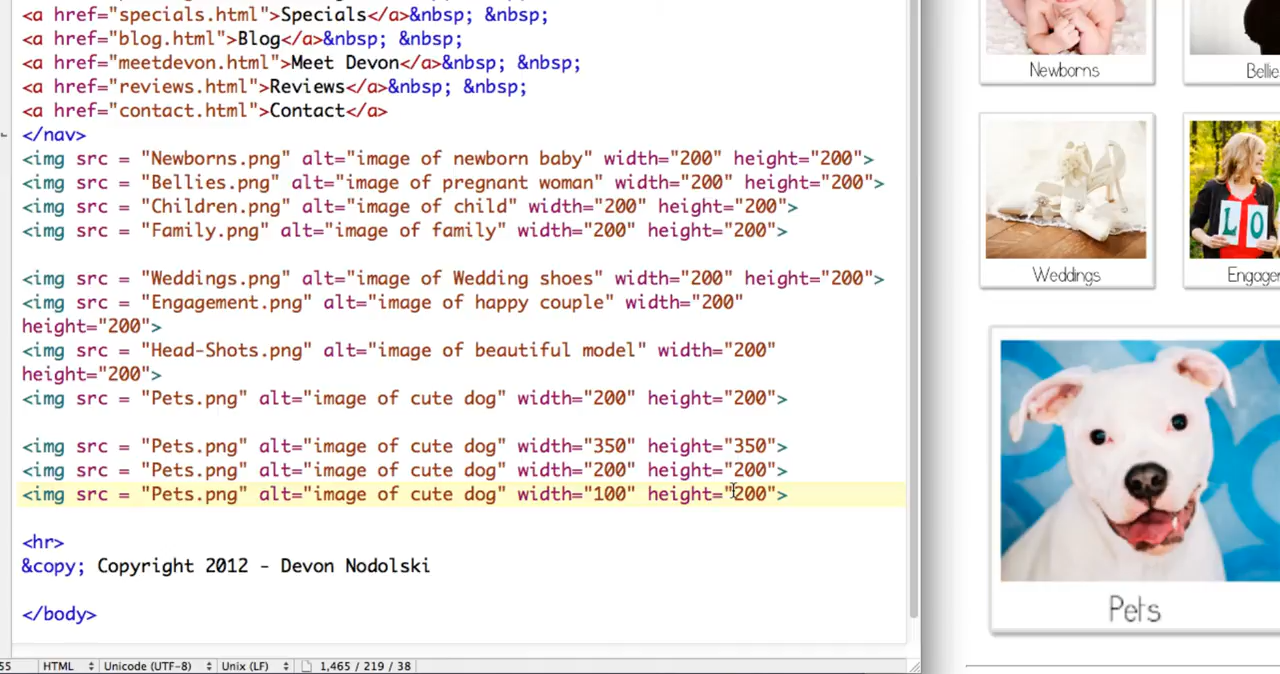 <a href="specials.html">Specials</a>&nbsp; &nbsp;
<a href="blog.html">Blog</a>&nbsp; &nbsp;
<a href="meetdevon.html">Meet Devon</a>&nbsp; &nbsp;
<a href="reviews.html">Reviews</a>&nbsp; &nbsp;
<a href="contact.html">Contact</a>
</nav>
<img src = "Newborns.png" alt="image of newborn baby" width="200" height="200">
<img src = "Bellies.png" alt="image of pregnant woman" width="200" height="200">
<img src = "Children.png" alt="image of child" width="200" height="200">
<img src = "Family.png" alt="image of family" width="200" height="200">
<img src = "Weddings.png" alt="image of Wedding shoes" width="200" height="200">
<img src = "Engagement.png" alt="image of happy couple" width="200"
height="200">
<img src = "Head-Shots.png" alt="image of beautiful model" width="200"
height="200">
<img src = "Pets.png" alt="image of cute dog" width="200" height="200">
<img src = "Pets.png" alt="image of cute dog" width="350" height="350">
<img src = "Pets.png" alt="image of cute dog" width="200" height="200">
<img src = "Pets.png" alt="image of cute dog" width="100" height="200">
<hr>
&copy; Copyright 2012 - Devon Nodolski
</body>
55 HTML Unicode (UTF-8) Unix (LF) 1,465 / 219 / 38
Newborns
Bellie
Weddings
L O
Engage
Pets